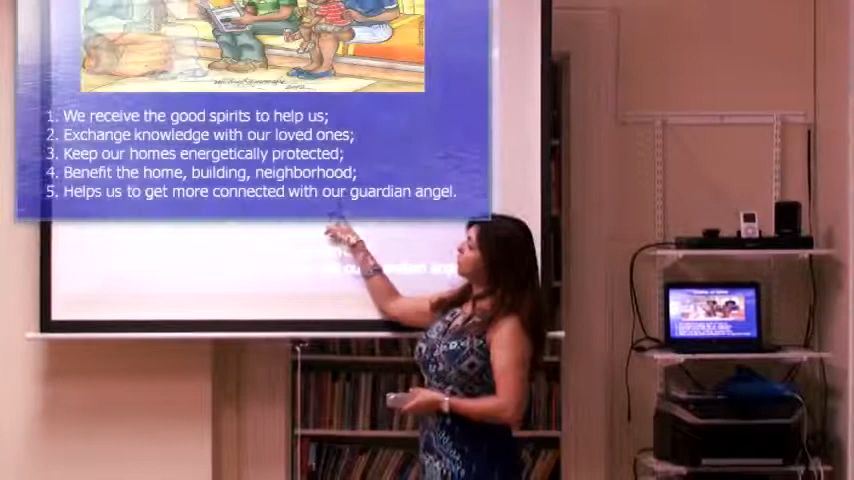 1. We receive the good spirits to help us;
2. Exchange knowledge with our loved ones;
3. Keep our homes energetically protected;
4. Benefit the home, building, neighborhood;
5. Helps us to get more connected with our guardian angel.